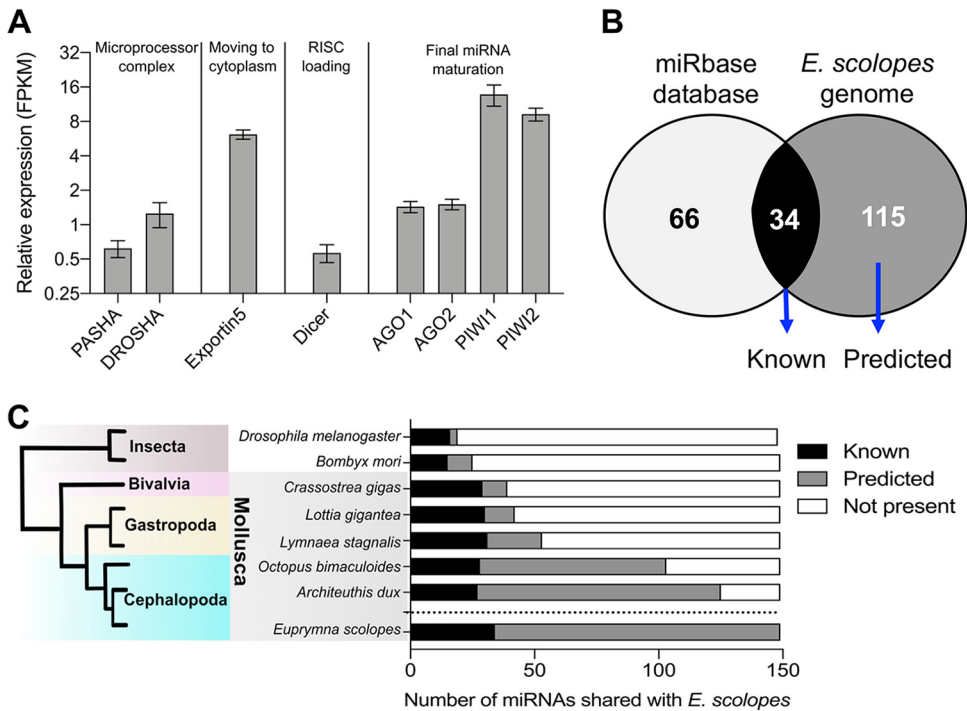 A
Microprocessor complex
Moving to cytoplasm
RISC loading
Final miRNA maturation
Relative expression (FPKM)
32
16
8
4
2
1
0.5
0.25
PASHA
DROSHA
Exportin5
Dicer
AGO1
AGO2
PIWI1
PIWI2
B
miRbase database
E. scolopes genome
66
34
115
Known
Predicted
C
Insecta
Bivalvia
Gastropoda
Cephalopoda
Mollusca
Drosophila melanogaster
Bombyx mori
Crassostrea gigas
Lottia gigantea
Lymnaea stagnalis
Octopus bimaculoides
Architeuthis dux
Euprymna scolopes
0
50
100
150
Number of miRNAs shared with E. scolopes
Known
Predicted
Not present